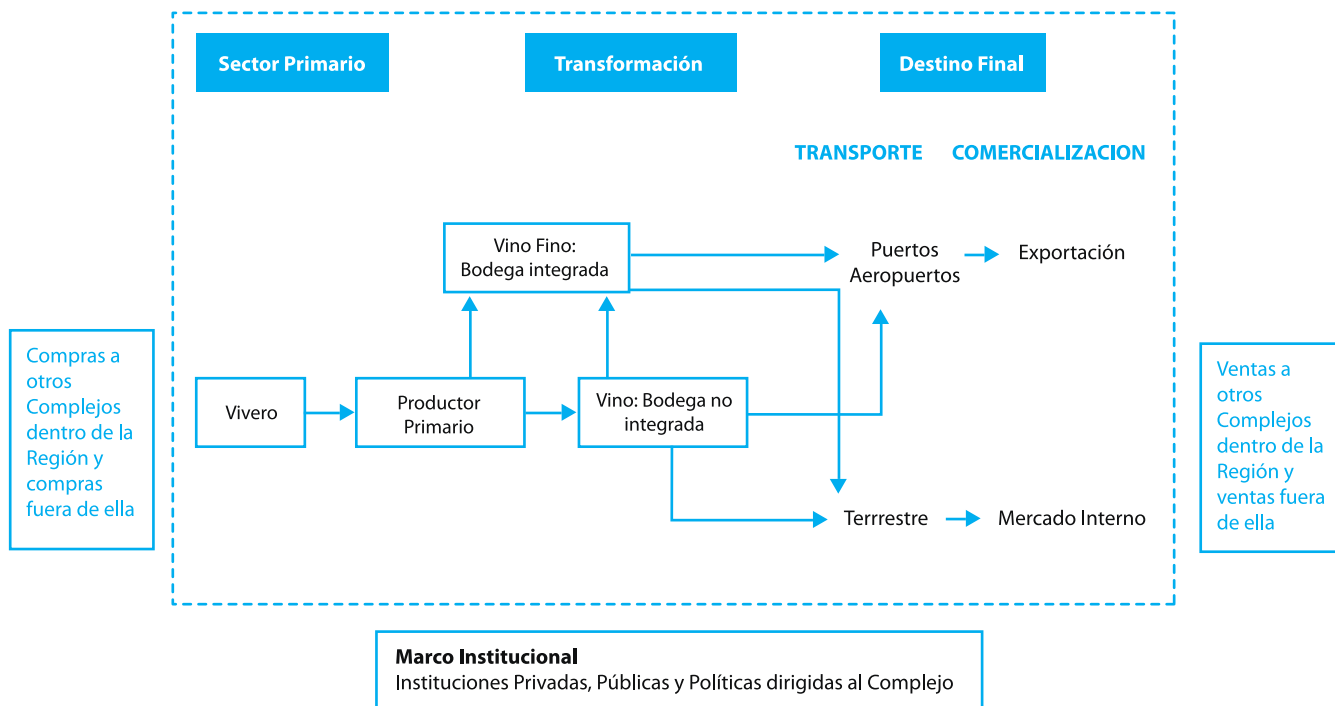 Sector Primario
Transformación
Destino Final
TRANSPORTE
COMERCIALIZACION
Vino Fino:
Bodega integrada
Puertos
Aeropuertos
Exportación
Compras a
otros
Complejos
dentro de la
Región y
compras
fuera de ella
Vivero
Productor
Primario
Vino: Bodega no
integrada
Terrrestre
Mercado Interno
Ventas a
otros
Complejos
dentro de la
Región y
ventas fuera
de ella
Marco Institucional
Instituciones Privadas, Públicas y Políticas dirigidas al Complejo